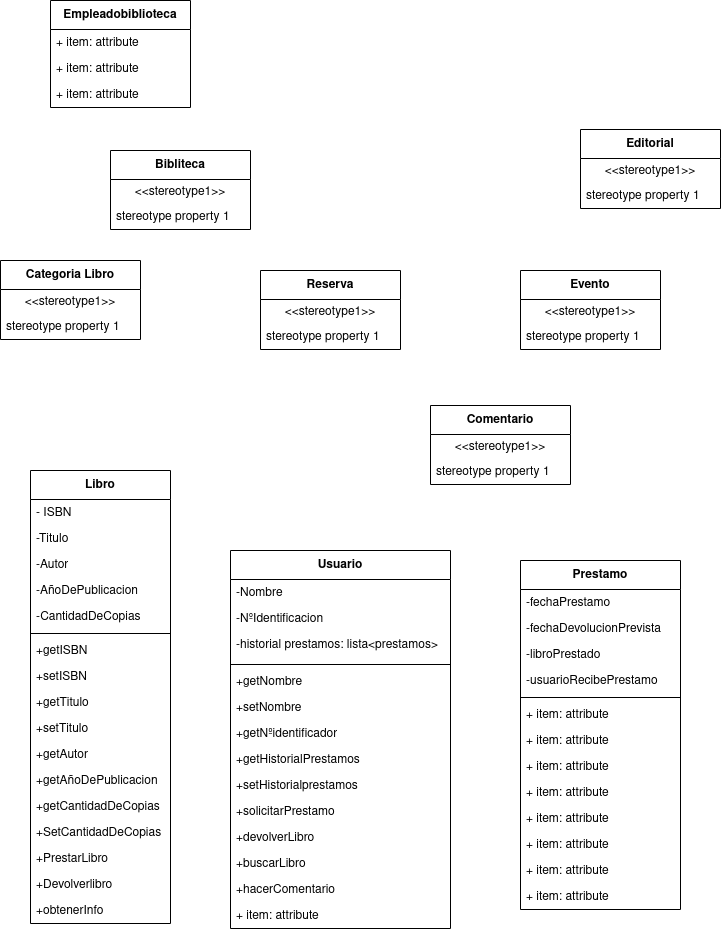 Empleadobiblioteca
+ item: attribute
+ item: attribute
+ item: attribute
Editorial
<<stereotype1>>
stereotype property 1
Bibliteca
<<stereotype1>>
stereotype property 1
Categoria Libro
<<stereotype1>>
stereotype property 1
Reserva
<<stereotype1>>
stereotype property 1
Evento
<<stereotype1>>
stereotype property 1
Comentario
<<stereotype1>>
stereotype property 1
Libro
- ISBN
-Titulo
-Autor
-AñoDePublicacion
-CantidadDeCopias
+getISBN
+setISBN
+getTitulo
+setTitulo
+getAutor
+getAñoDePublicacion
+getCantidadDeCopias
+SetCantidadDeCopias
+PrestarLibro
+Devolverlibro
+obtenerInfo
Usuario
-Nombre
-NºIdentificacion
-historial prestamos: lista<prestamos>
+getNombre
+setNombre
+getNºidentificador
+getHistorialPrestamos
+setHistorialprestamos
+solicitarPrestamo
+devolverLibro
+buscarLibro
+hacerComentario
+ item: attribute
Prestamo
-fechaPrestamo
-fechaDevolucionPrevista
-libroPrestado
-usuarioRecibePrestamo
+ item: attribute
+ item: attribute
+ item: attribute
+ item: attribute
+ item: attribute
+ item: attribute
+ item: attribute
+ item: attribute